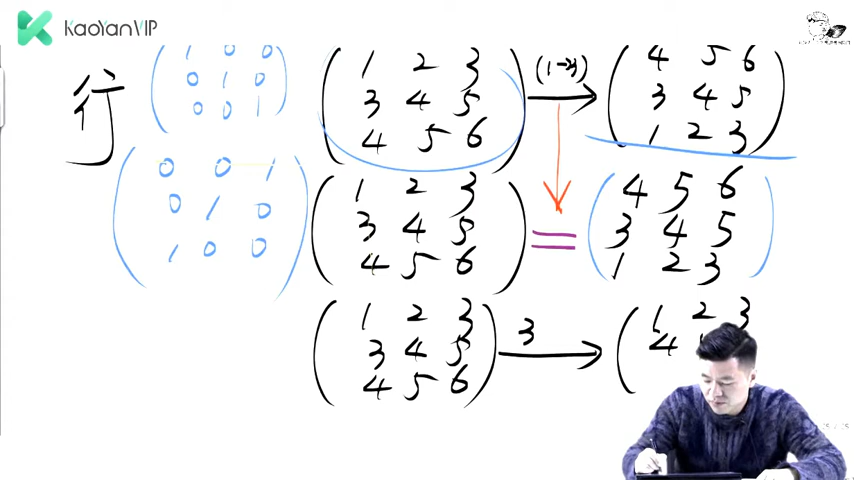 KaoYanVIP
行 ( 1 0 0 ( 1 2 3 (1-3) ( 4 5 6
0 1 0 3 4 5 → 3 4 5
0 0 1 ) 4 5 6 ) 1 2 3 )
( 0 0 1 ( 1 2 3 = ( 4 5 6
0 1 0 3 4 5 3 4 5
1 0 0 ) 4 5 6 ) 1 2 3 )
( 1 2 3 3 → ( 1 2 3
3 4 5 4
4 5 6 )